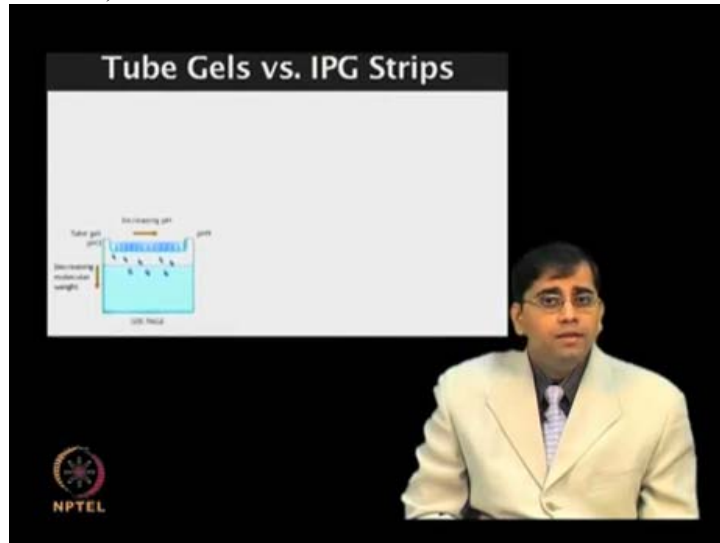 Tube Gels vs. IPG Strips
Decreasing pH
Tube gel
Decreasing
molecular
weight
SDS PAGE
NPTEL